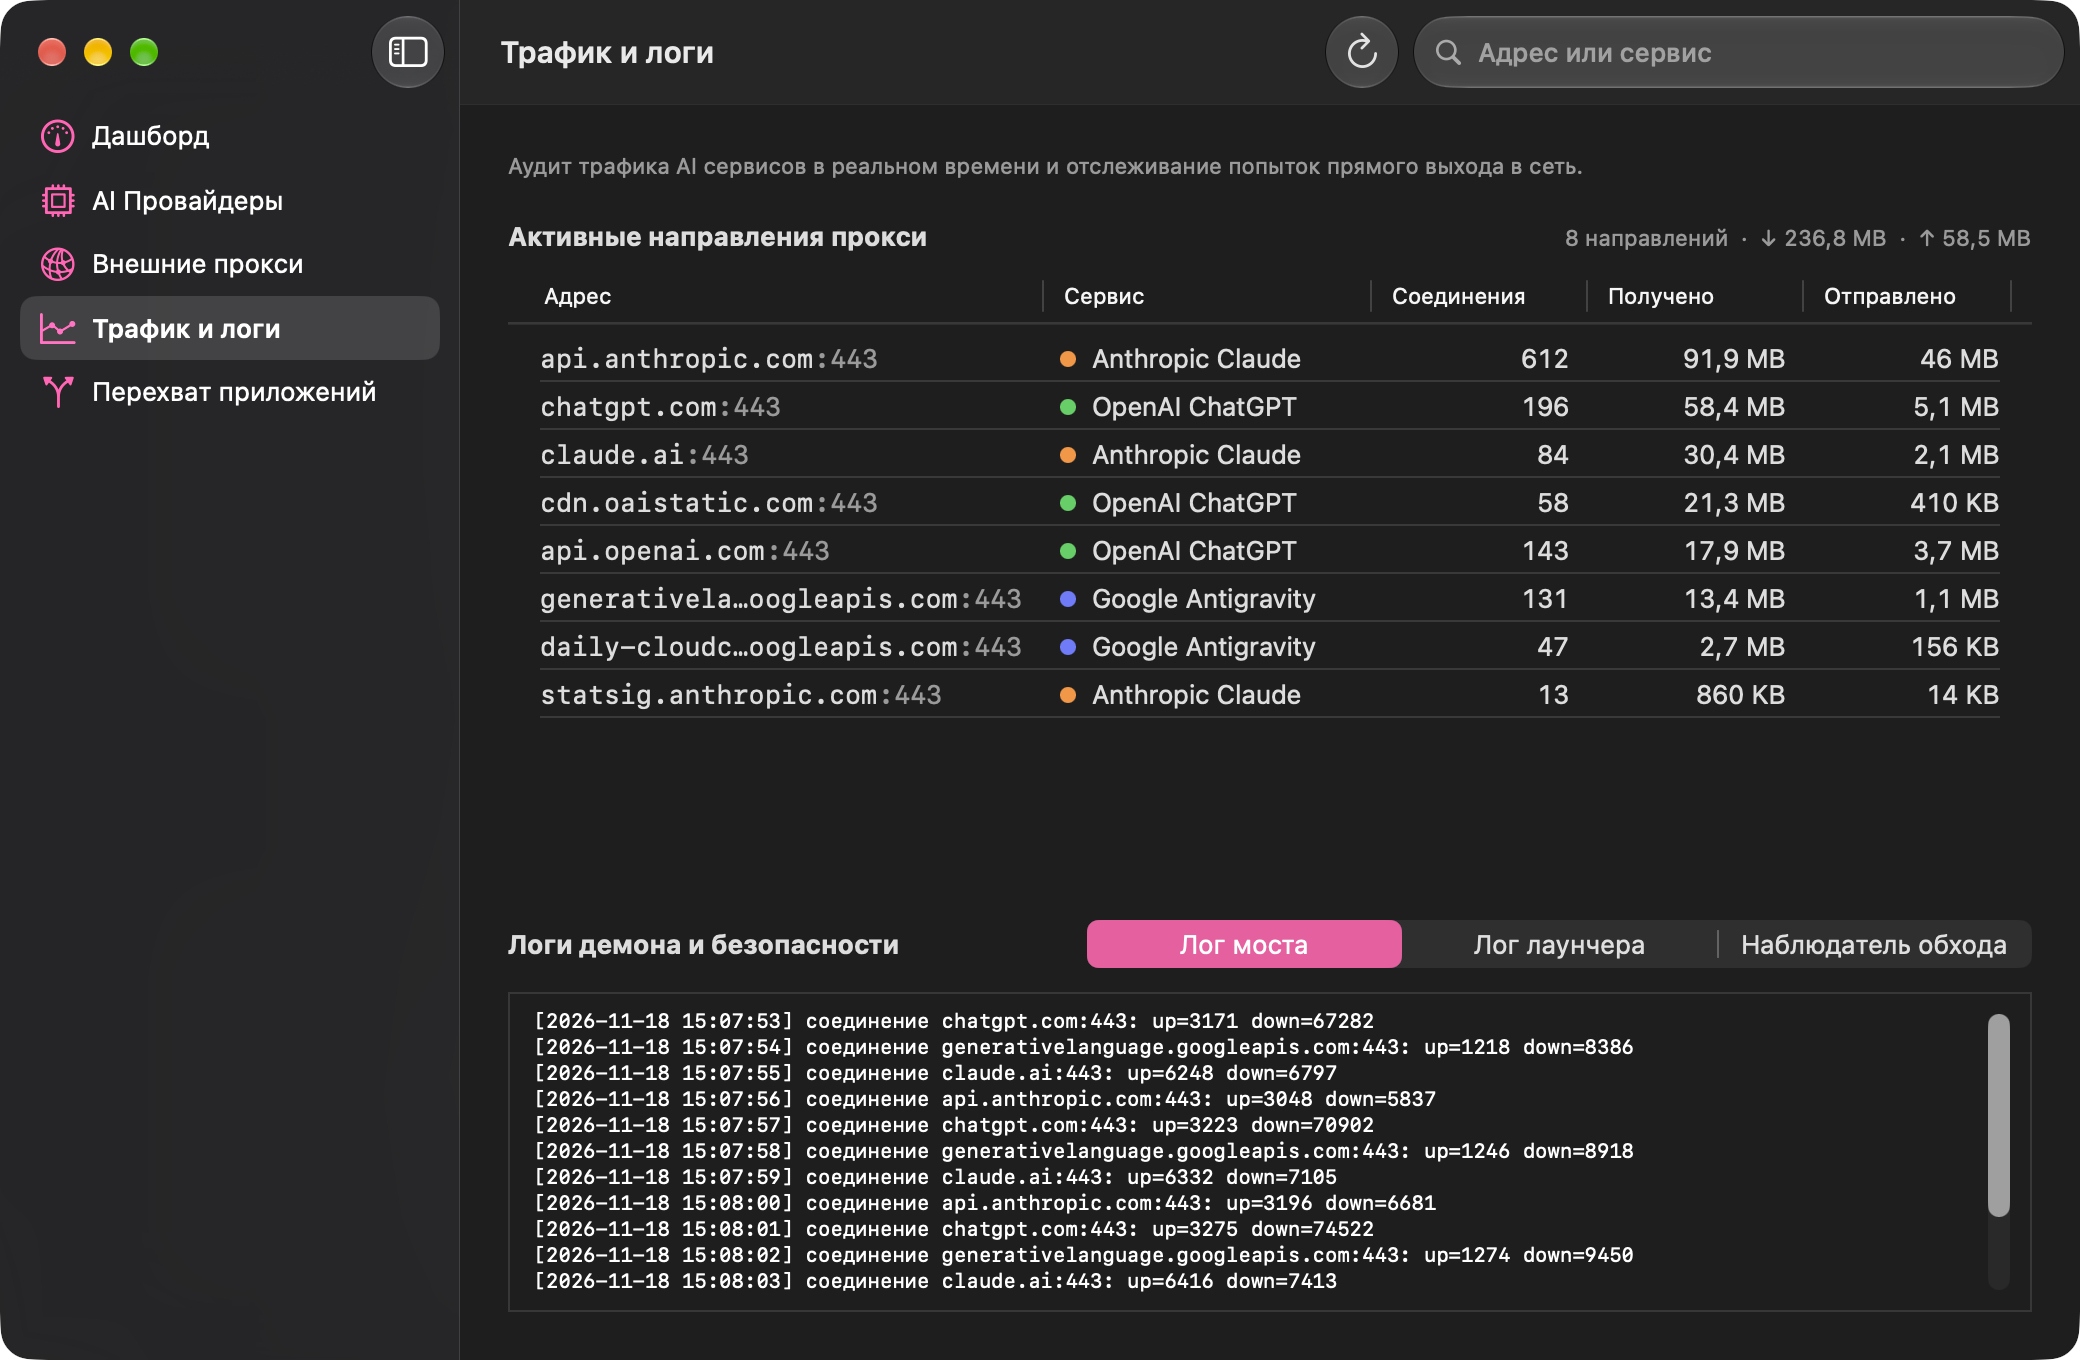 Трафик и логи
Адрес или сервис
Дашборд
AI Провайдеры
Внешние прокси
Трафик и логи
Перехват приложений
Аудит трафика AI сервисов в реальном времени и отслеживание попыток прямого выхода в сеть.
Активные направления прокси
8 направлений · ↓ 236,8 MB · ↑ 58,5 MB
Адрес Сервис Соединения Получено Отправлено
api.anthropic.com:443 Anthropic Claude 612 91,9 MB 46 MB
chatgpt.com:443 OpenAI ChatGPT 196 58,4 MB 5,1 MB
claude.ai:443 Anthropic Claude 84 30,4 MB 2,1 MB
cdn.oaistatic.com:443 OpenAI ChatGPT 58 21,3 MB 410 KB
api.openai.com:443 OpenAI ChatGPT 143 17,9 MB 3,7 MB
generativela…oogleapis.com:443 Google Antigravity 131 13,4 MB 1,1 MB
daily-cloudc…oogleapis.com:443 Google Antigravity 47 2,7 MB 156 KB
statsig.anthropic.com:443 Anthropic Claude 13 860 KB 14 KB
Логи демона и безопасности
Лог моста Лог лаунчера Наблюдатель обхода
[2026-11-18 15:07:53] соединение chatgpt.com:443: up=3171 down=67282
[2026-11-18 15:07:54] соединение generativelanguage.googleapis.com:443: up=1218 down=8386
[2026-11-18 15:07:55] соединение claude.ai:443: up=6248 down=6797
[2026-11-18 15:07:56] соединение api.anthropic.com:443: up=3048 down=5837
[2026-11-18 15:07:57] соединение chatgpt.com:443: up=3223 down=70902
[2026-11-18 15:07:58] соединение generativelanguage.googleapis.com:443: up=1246 down=8918
[2026-11-18 15:07:59] соединение claude.ai:443: up=6332 down=7105
[2026-11-18 15:08:00] соединение api.anthropic.com:443: up=3196 down=6681
[2026-11-18 15:08:01] соединение chatgpt.com:443: up=3275 down=74522
[2026-11-18 15:08:02] соединение generativelanguage.googleapis.com:443: up=1274 down=9450
[2026-11-18 15:08:03] соединение claude.ai:443: up=6416 down=7413